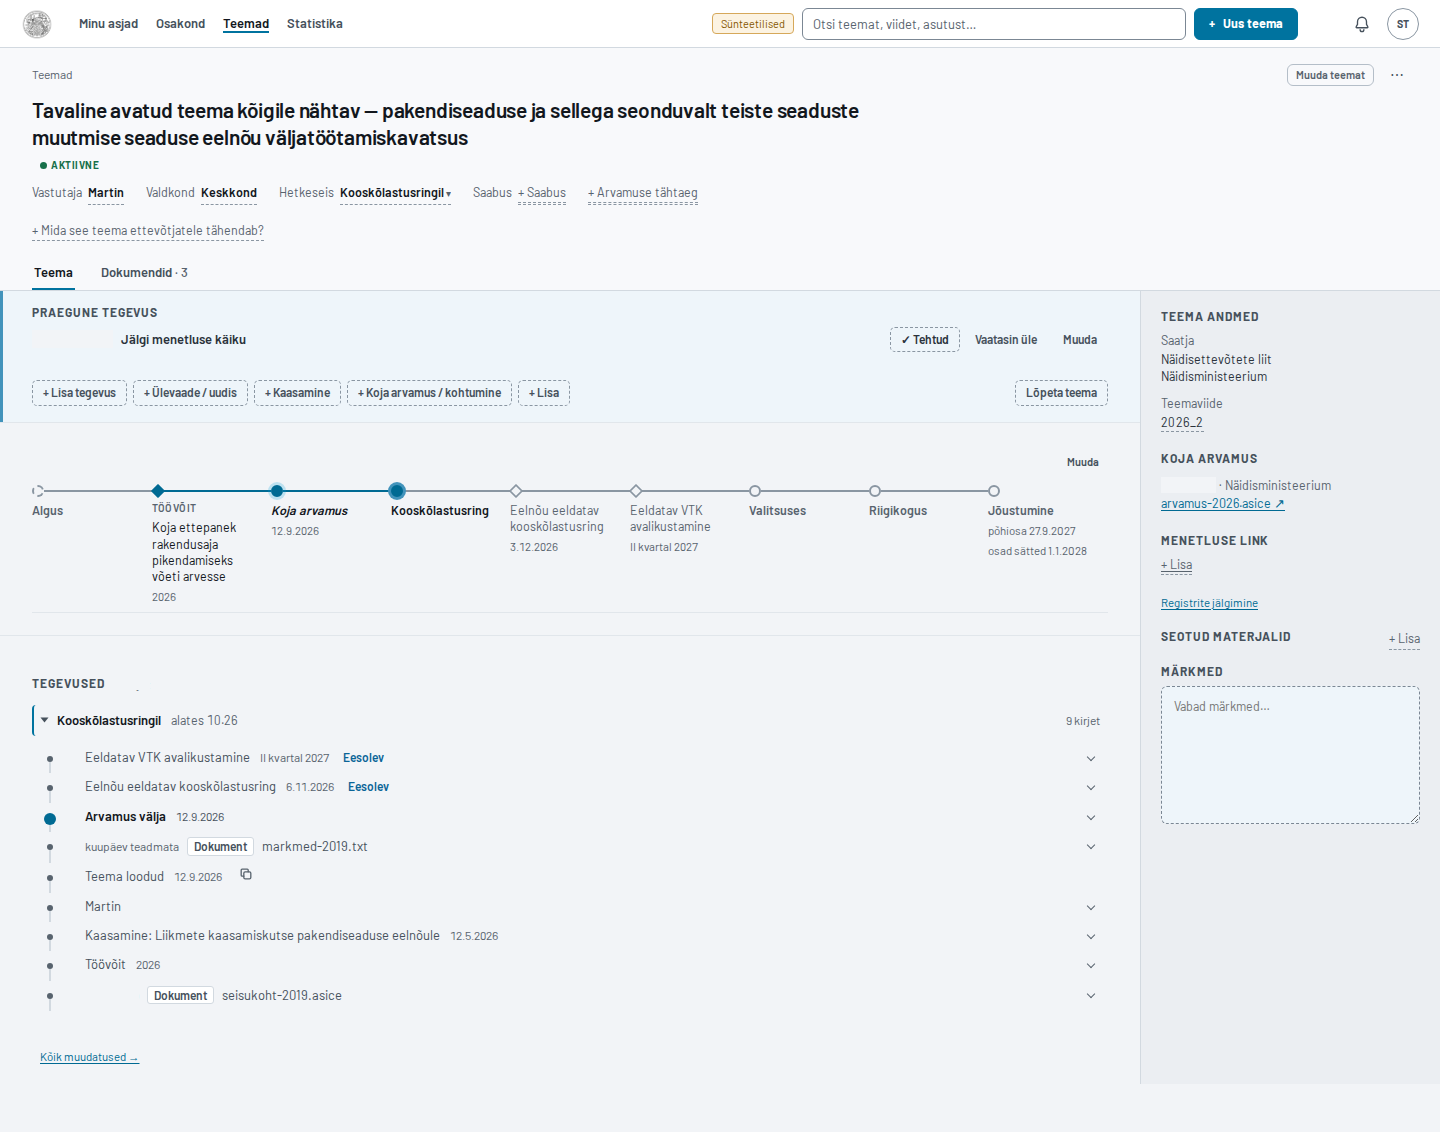 Minu asjad Osakond Teemad Statistika Sünteetilised Otsi teemat, viidet, asutust... + Uus teema ST
Teemad Muuda teemat ⋯
Tavaline avatud teema kõigile nähtav — pakendiseaduse ja sellega seonduvalt teiste seaduste
muutmise seaduse eelnõu väljatöötamiskavatsus
AKTIIVNE
Vastutaja Martin Valdkond Keskkond Hetkeseis Kooskõlastusringil ▾ Saabus + Saabus + Arvamuse tähtaeg
+ Mida see teema ettevõtjatele tähendab?
Teema Dokumendid · 3
PRAEGUNE TEGEVUS
Jälgi menetluse käiku ✓ Tehtud Vaatasin üle Muuda
+ Lisa tegevus + Ülevaade / uudis + Kaasamine + Koja arvamus / kohtumine + Lisa Lõpeta teema
Muuda
Algus
TÖÖVÕIT
Koja ettepanek
rakendusaja
pikendamiseks
võeti arvesse
2026
Koja arvamus
12.9.2026
Kooskõlastusring
Eelnõu eeldatav
kooskõlastusring
3.12.2026
Eeldatav VTK
avalikustamine
II kvartal 2027
Valitsuses
Riigikogus
Jõustumine
põhiosa 27.9.2027
osad sätted 1.1.2028
TEGEVUSED
Kooskõlastusringil alates 10.26 9 kirjet
Eeldatav VTK avalikustamine II kvartal 2027 Eesolev
Eelnõu eeldatav kooskõlastusring 6.11.2026 Eesolev
Arvamus välja 12.9.2026
kuupäev teadmata Dokument markmed-2019.txt
Teema loodud 12.9.2026
Martin
Kaasamine: Liikmete kaasamiskutse pakendiseaduse eelnõule 12.5.2026
Töövõit 2026
Dokument seisukoht-2019.asice
Kõik muudatused →
TEEMA ANDMED
Saatja
Näidisettevõtete liit
Näidisministeerium
Teemaviide
2026_2
KOJA ARVAMUS
· Näidisministeerium
arvamus-2026.asice ↗
MENETLUSE LINK
+ Lisa
Registrite jälgimine
SEOTUD MATERJALID + Lisa
MÄRKMED
Vabad märkmed...